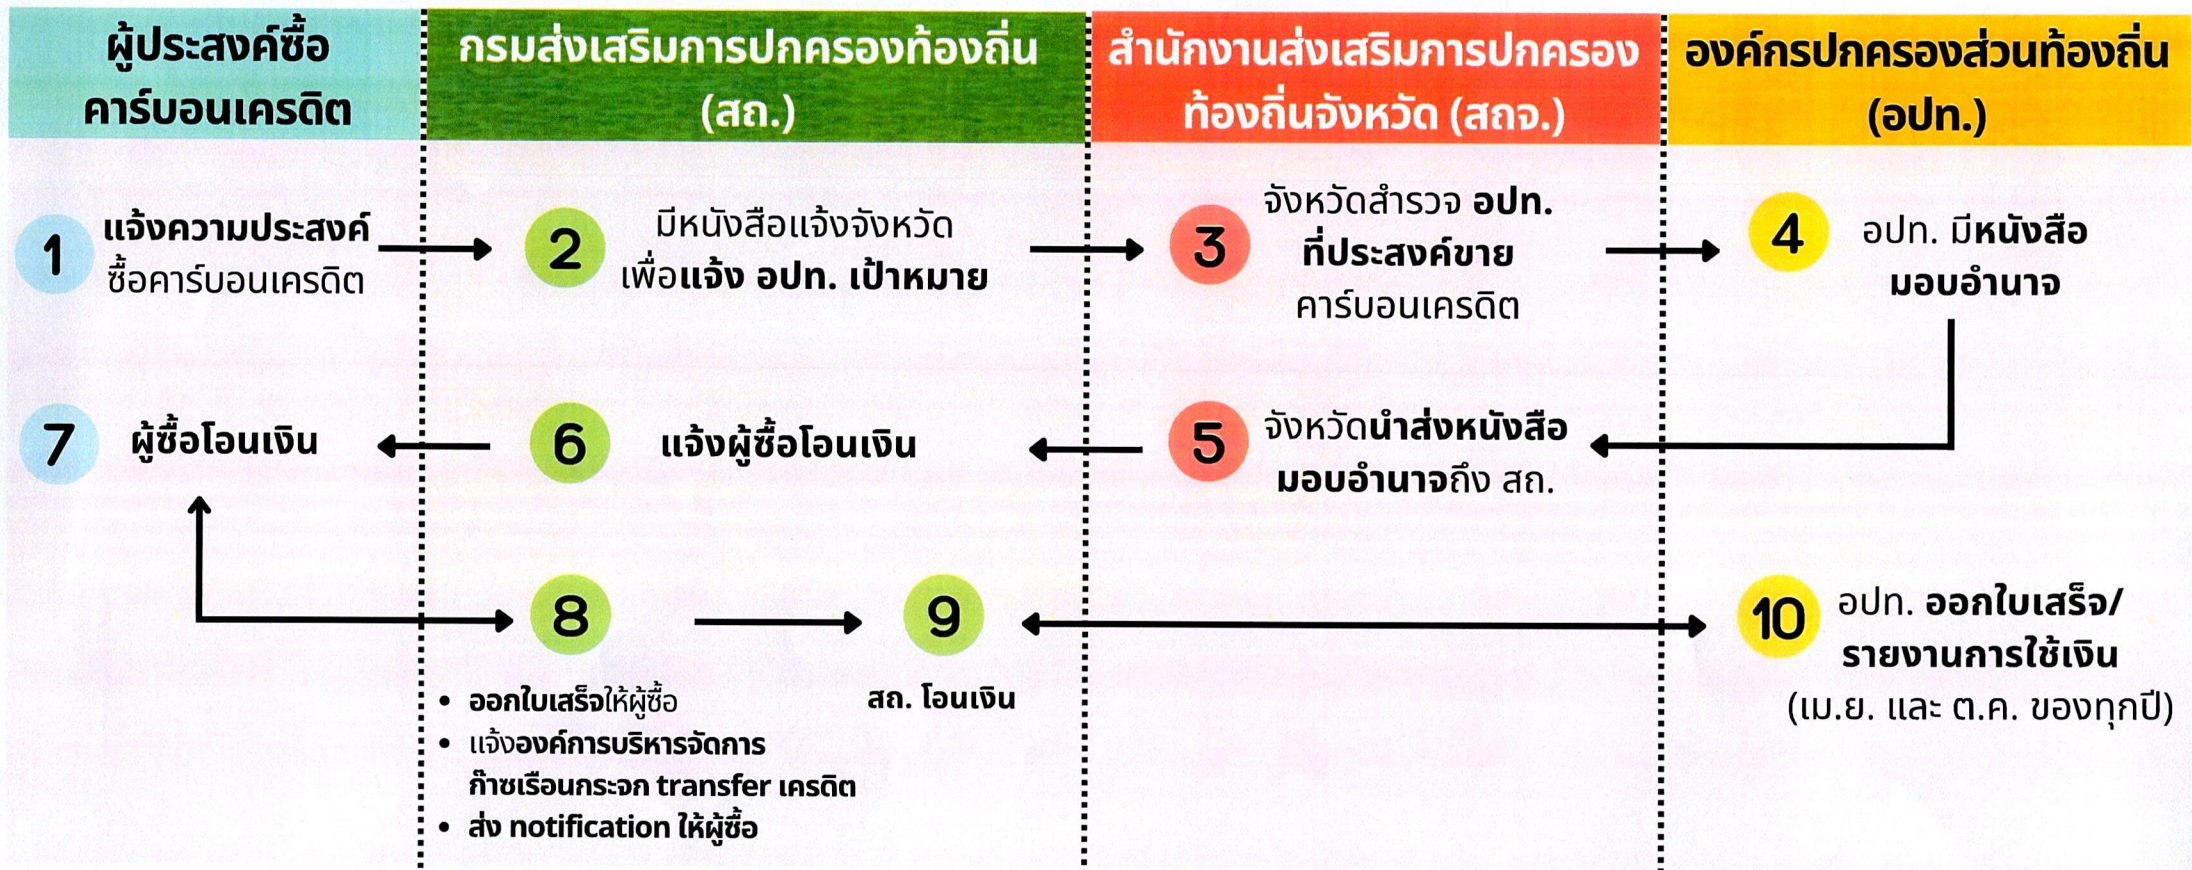 ผู้ประสงค์ซื้อ
คาร์บอนเครดิต
กรมส่งเสริมการปกครองท้องถิ่น
(สถ.)
สำนักงานส่งเสริมการปกครอง
ท้องถิ่นจังหวัด (สถจ.)
องค์กรปกครองส่วนท้องถิ่น
(อปท.)
1
แจ้งความประสงค์
ซื้อคาร์บอนเครดิต
2
มีหนังสือแจ้งจังหวัด
เพื่อแจ้ง อปท. เป้าหมาย
3
จังหวัดสำรวจ อปท.
ที่ประสงค์ขาย
คาร์บอนเครดิต
4
อปท. มีหนังสือ
มอบอำนาจ
7
ผู้ซื้อโอนเงิน
6
แจ้งผู้ซื้อโอนเงิน
5
จังหวัดนำส่งหนังสือ
มอบอำนาจถึง สถ.
8
• ออกใบเสร็จให้ผู้ซื้อ
• แจ้งองค์การบริหารจัดการ
ก๊าซเรือนกระจก transfer เครดิต
• ส่ง notification ให้ผู้ซื้อ
9
สถ. โอนเงิน
10
อปท. ออกใบเสร็จ/
รายงานการใช้เงิน
(เม.ย. และ ต.ค. ของทุกปี)